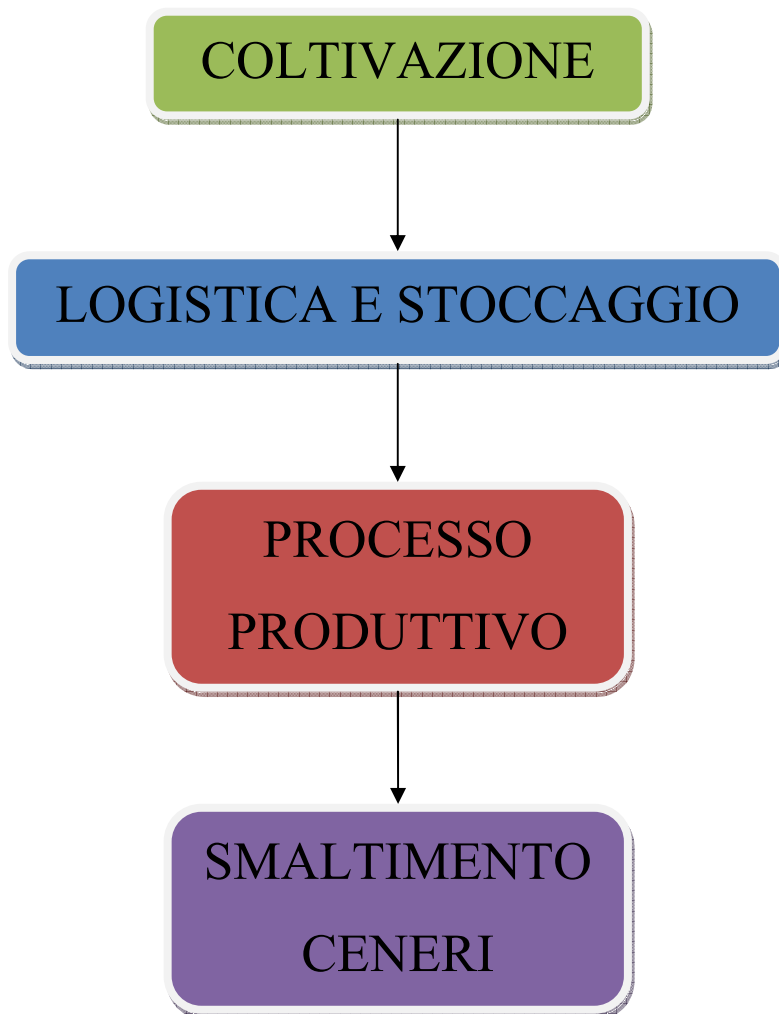 COLTIVAZIONE
LOGISTICA E STOCCAGGIO
PROCESSO
PRODUTTIVO
SMALTIMENTO
CENERI